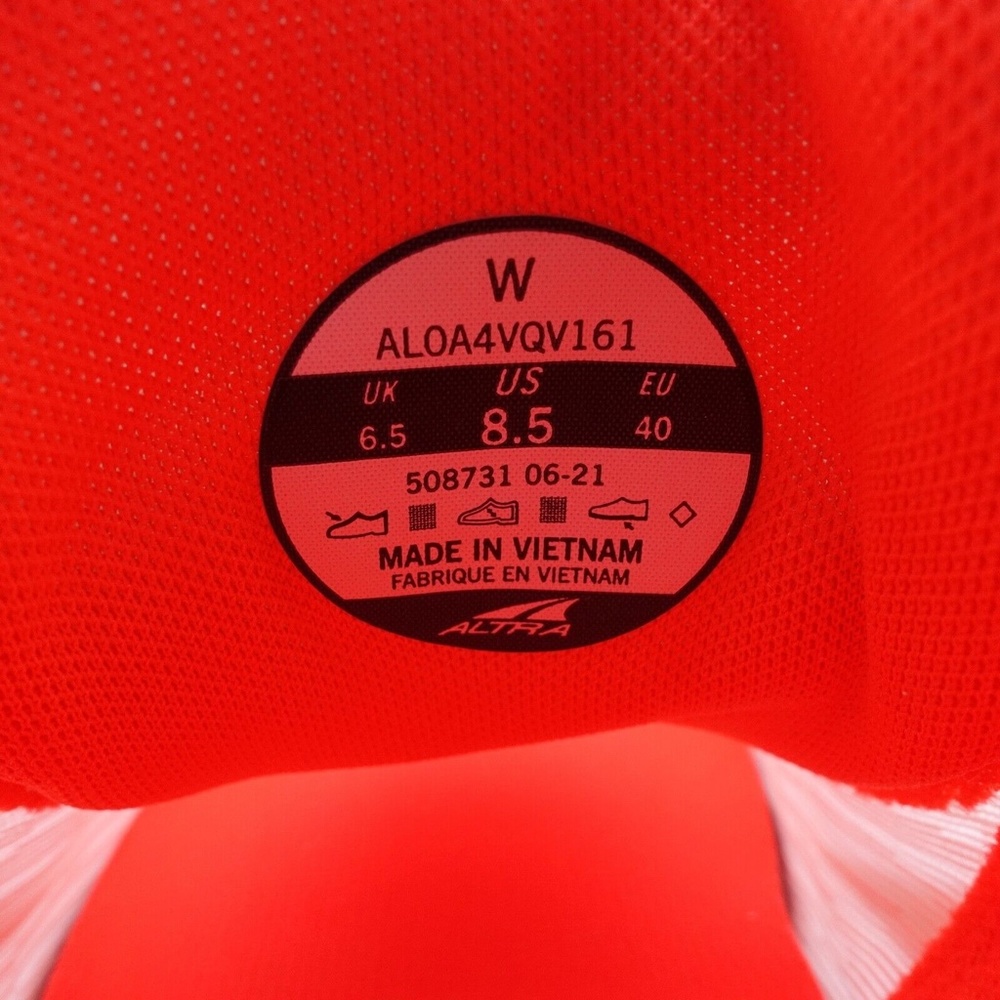 W
AL0A4VQV161
UK US EU
6.5 8.5 40
508731 06-21
MADE IN VIETNAM
FABRIQUE EN VIETNAM
ALTRA